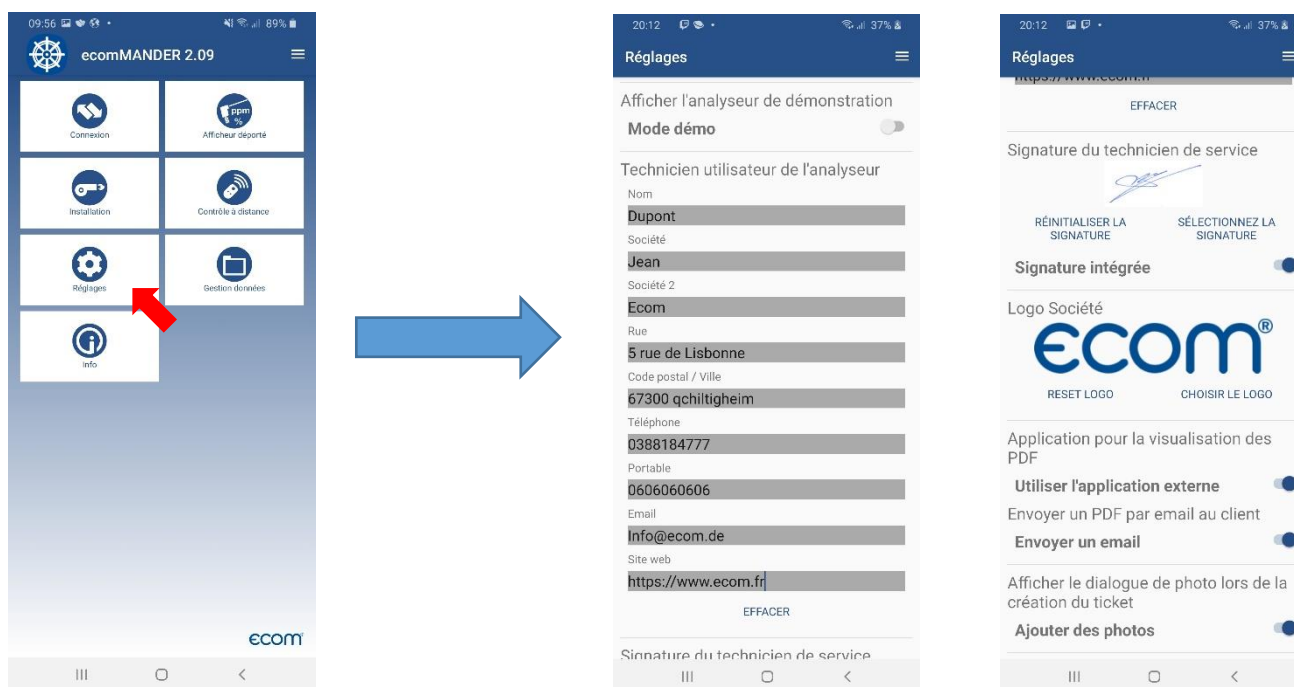 09:56 89%
ecomMANDER 2.09
Connexion
ppm
%
Afficheur déporté
Installation
Contrôle à distance
Réglages
Gestion données
Info
ecom
20:12 37%
Réglages
Afficher l'analyseur de démonstration
Mode démo
Technicien utilisateur de l'analyseur
Nom
Dupont
Société
Jean
Société 2
Ecom
Rue
5 rue de Lisbonne
Code postal / Ville
67300 qchiltigheim
Téléphone
0388184777
Portable
0606060606
Email
Info@ecom.de
Site web
https://www.ecom.fr
EFFACER
Signature du technicien de service
20:12 37%
Réglages
https://www.ecom.fr
EFFACER
Signature du technicien de service
RÉINITIALISER LA SÉLECTIONNEZ LA
SIGNATURE SIGNATURE
Signature intégrée
Logo Société
ecom®
RESET LOGO CHOISIR LE LOGO
Application pour la visualisation des
PDF
Utiliser l'application externe
Envoyer un PDF par email au client
Envoyer un email
Afficher le dialogue de photo lors de la
création du ticket
Ajouter des photos